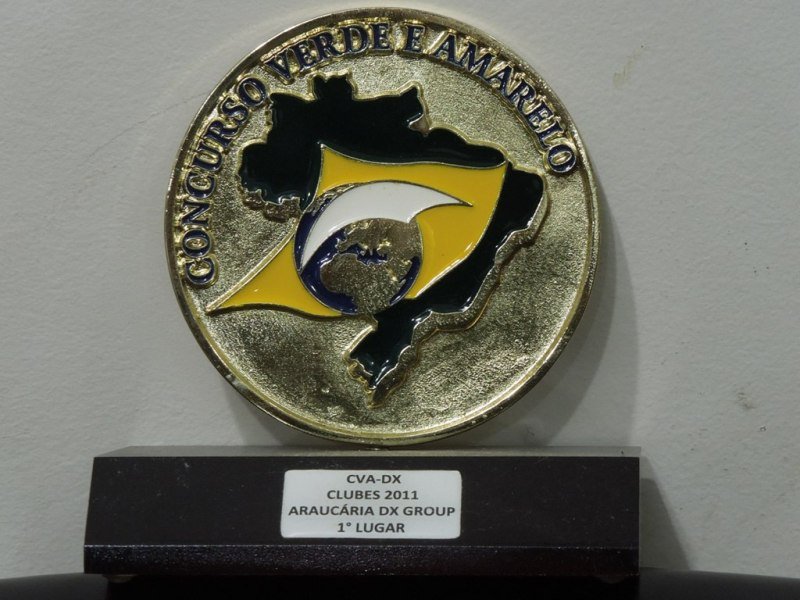 CONCURSO VERDE E AMARELO
CVA-DX
CLUBES 2011
ARAUCÁRIA DX GROUP
1° LUGAR